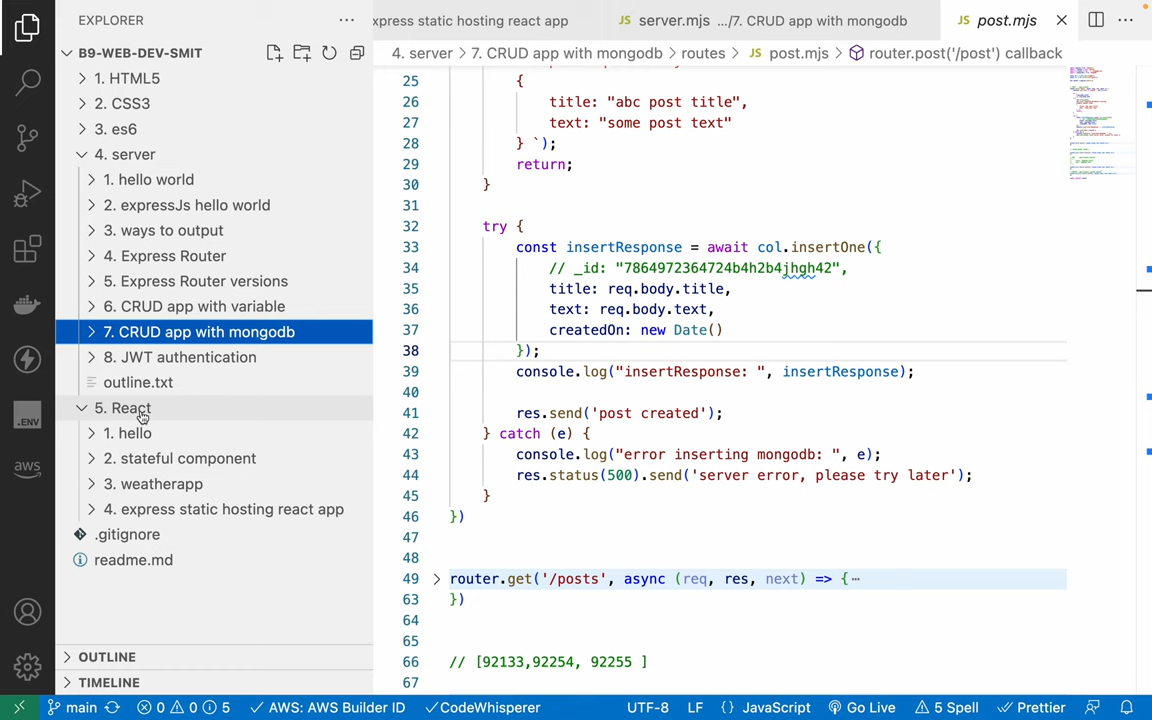 EXPLORER
B9-WEB-DEV-SMIT
1. HTML5
2. CSS3
3. es6
4. server
1. hello world
2. expressJs hello world
3. ways to output
4. Express Router
5. Express Router versions
6. CRUD app with variable
7. CRUD app with mongodb
8. JWT authentication
outline.txt
5. React
1. hello
2. stateful component
3. weatherapp
4. express static hosting react app
.gitignore
readme.md
OUTLINE
TIMELINE
express static hosting react app JS server.mjs .../7. CRUD app with mongodb JS post.mjs
4. server > 7. CRUD app with mongodb > routes > JS post.mjs > router.post('/post') callback
25 {
26 title: "abc post title",
27 text: "some post text"
28 } `);
29 return;
30 }
31
32 try {
33 const insertResponse = await col.insertOne({
34 // _id: "7864972364724b4h2b4jhgh42",
35 title: req.body.title,
36 text: req.body.text,
37 createdOn: new Date()
38 });
39 console.log("insertResponse: ", insertResponse);
40
41 res.send('post created');
42 } catch (e) {
43 console.log("error inserting mongodb: ", e);
44 res.status(500).send('server error, please try later');
45 }
46 })
47
48
49 router.get('/posts', async (req, res, next) => {⋯
63 })
64
65
66 // [92133,92254, 92255 ]
67
.ENV
aws
main 0 0 5 AWS: AWS Builder ID CodeWhisperer UTF-8 LF {} JavaScript Go Live 5 Spell Prettier